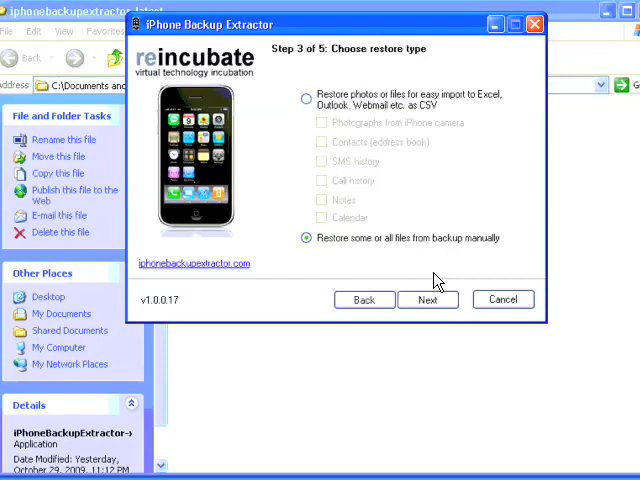 iphonebackupextractor-latest
File Edit View Favorites
Back
Address C:\Documents and
File and Folder Tasks
Rename this file
Move this file
Copy this file
Publish this file to the
Web
E-mail this file
Delete this file
Other Places
Desktop
My Documents
Shared Documents
My Computer
My Network Places
Details
iPhoneBackupExtractor-
Application
Date Modified: Yesterday,
October 29, 2009, 11:12 PM
iPhone Backup Extractor
reincubate
virtual technology incubation
Step 3 of 5: Choose restore type
Restore photos or files for easy import to Excel,
Outlook, Webmail etc. as CSV
Photographs from iPhone camera
Contacts (address book)
SMS history
Call history
Notes
Calendar
Restore some or all files from backup manually
iphonebackupextractor.com
v1.0.0.17
Back Next Cancel